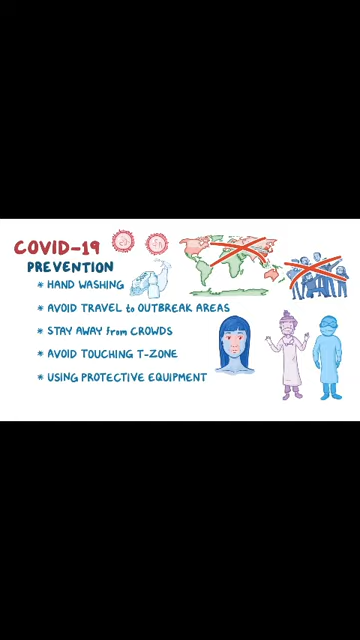 COVID-19
PREVENTION
* HAND WASHING
* AVOID TRAVEL to OUTBREAK AREAS
* STAY AWAY from CROWDS
* AVOID TOUCHING T-ZONE
* USING PROTECTIVE EQUIPMENT